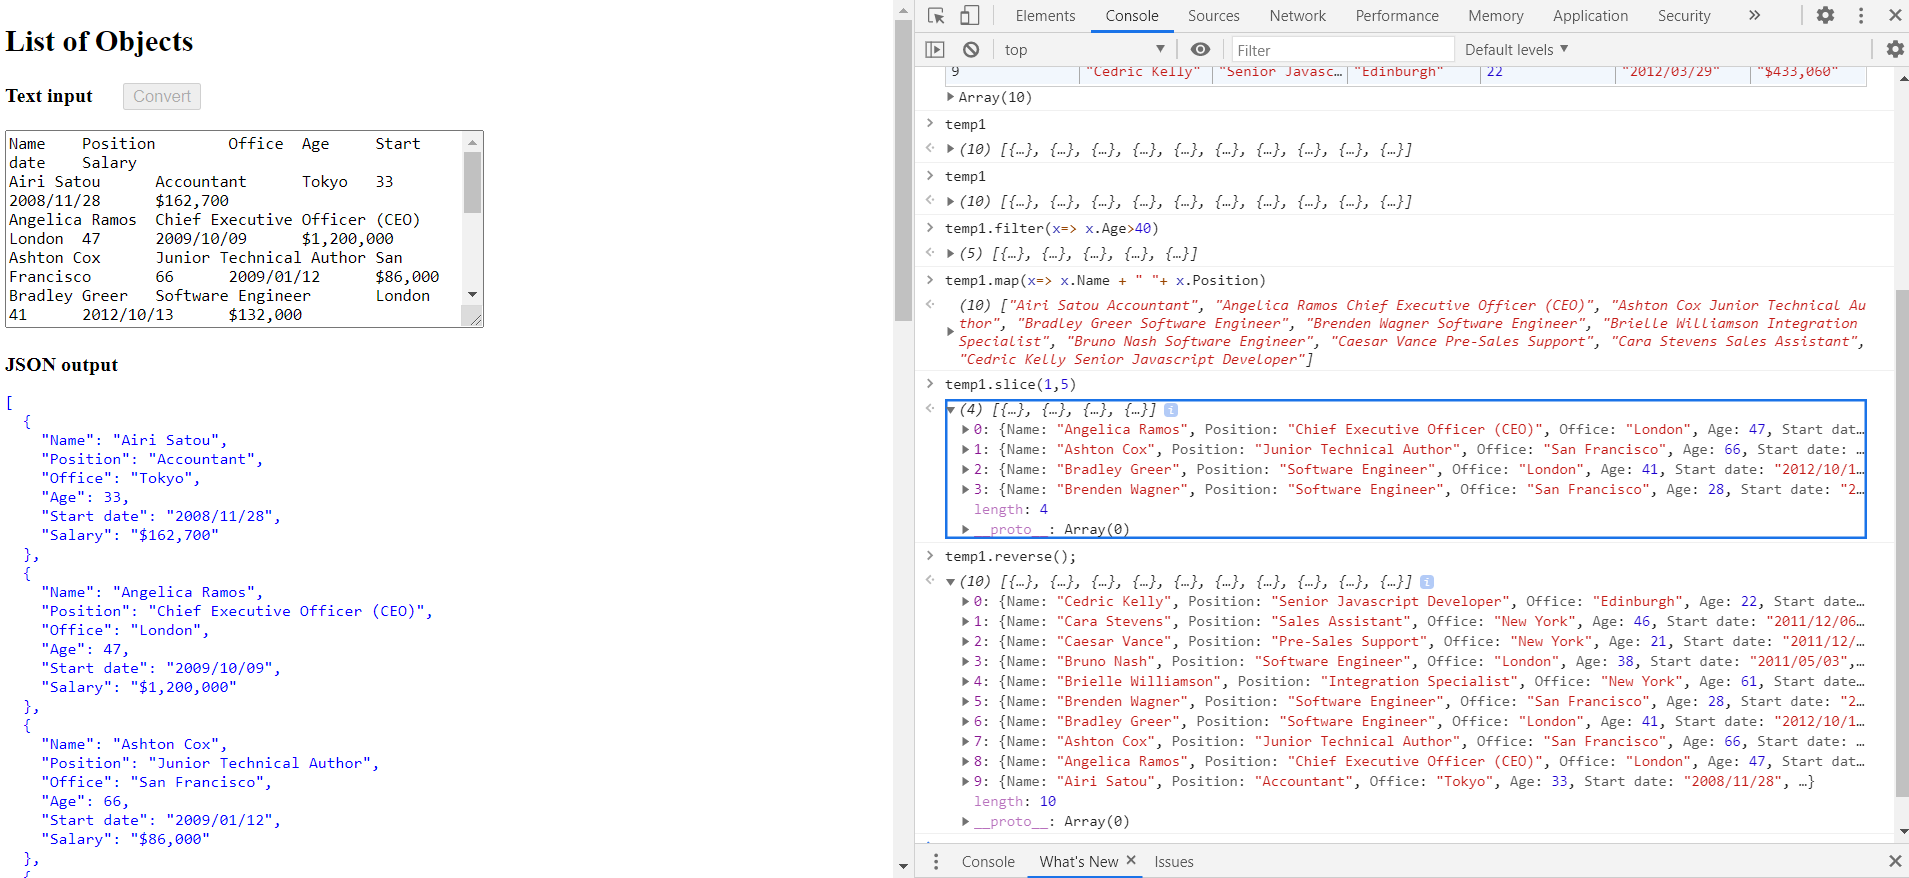 List of Objects
Text input Convert
Name Position Office Age Start
date Salary
Airi Satou Accountant Tokyo 33
2008/11/28 $162,700
Angelica Ramos Chief Executive Officer (CEO)
London 47 2009/10/09 $1,200,000
Ashton Cox Junior Technical Author San
Francisco 66 2009/01/12 $86,000
Bradley Greer Software Engineer London
41 2012/10/13 $132,000
JSON output
[
{
"Name": "Airi Satou",
"Position": "Accountant",
"Office": "Tokyo",
"Age": 33,
"Start date": "2008/11/28",
"Salary": "$162,700"
},
{
"Name": "Angelica Ramos",
"Position": "Chief Executive Officer (CEO)",
"Office": "London",
"Age": 47,
"Start date": "2009/10/09",
"Salary": "$1,200,000"
},
{
"Name": "Ashton Cox",
"Position": "Junior Technical Author",
"Office": "San Francisco",
"Age": 66,
"Start date": "2009/01/12",
"Salary": "$86,000"
},
{
Elements Console Sources Network Performance Memory Application Security »
top Filter Default levels
9 "Cedric Kelly" "Senior Javasc… "Edinburgh" 22 "2012/03/29" "$433,060"
Array(10)
temp1
(10) [{…}, {…}, {…}, {…}, {…}, {…}, {…}, {…}, {…}, {…}]
temp1
(10) [{…}, {…}, {…}, {…}, {…}, {…}, {…}, {…}, {…}, {…}]
temp1.filter(x=> x.Age>40)
(5) [{…}, {…}, {…}, {…}, {…}]
temp1.map(x=> x.Name + " "+ x.Position)
(10) ["Airi Satou Accountant", "Angelica Ramos Chief Executive Officer (CEO)", "Ashton Cox Junior Technical Au
thor", "Bradley Greer Software Engineer", "Brenden Wagner Software Engineer", "Brielle Williamson Integration
Specialist", "Bruno Nash Software Engineer", "Caesar Vance Pre-Sales Support", "Cara Stevens Sales Assistant",
"Cedric Kelly Senior Javascript Developer"]
temp1.slice(1,5)
(4) [{…}, {…}, {…}, {…}] i
0: {Name: "Angelica Ramos", Position: "Chief Executive Officer (CEO)", Office: "London", Age: 47, Start dat…
1: {Name: "Ashton Cox", Position: "Junior Technical Author", Office: "San Francisco", Age: 66, Start date: …
2: {Name: "Bradley Greer", Position: "Software Engineer", Office: "London", Age: 41, Start date: "2012/10/1…
3: {Name: "Brenden Wagner", Position: "Software Engineer", Office: "San Francisco", Age: 28, Start date: "2…
length: 4
__proto__: Array(0)
temp1.reverse();
(10) [{…}, {…}, {…}, {…}, {…}, {…}, {…}, {…}, {…}, {…}] i
0: {Name: "Cedric Kelly", Position: "Senior Javascript Developer", Office: "Edinburgh", Age: 22, Start date…
1: {Name: "Cara Stevens", Position: "Sales Assistant", Office: "New York", Age: 46, Start date: "2011/12/06…
2: {Name: "Caesar Vance", Position: "Pre-Sales Support", Office: "New York", Age: 21, Start date: "2011/12/…
3: {Name: "Bruno Nash", Position: "Software Engineer", Office: "London", Age: 38, Start date: "2011/05/03",…
4: {Name: "Brielle Williamson", Position: "Integration Specialist", Office: "New York", Age: 61, Start date…
5: {Name: "Brenden Wagner", Position: "Software Engineer", Office: "San Francisco", Age: 28, Start date: "2…
6: {Name: "Bradley Greer", Position: "Software Engineer", Office: "London", Age: 41, Start date: "2012/10/1…
7: {Name: "Ashton Cox", Position: "Junior Technical Author", Office: "San Francisco", Age: 66, Start date: …
8: {Name: "Angelica Ramos", Position: "Chief Executive Officer (CEO)", Office: "London", Age: 47, Start dat…
9: {Name: "Airi Satou", Position: "Accountant", Office: "Tokyo", Age: 33, Start date: "2008/11/28", …}
length: 10
__proto__: Array(0)
Console What's New Issues